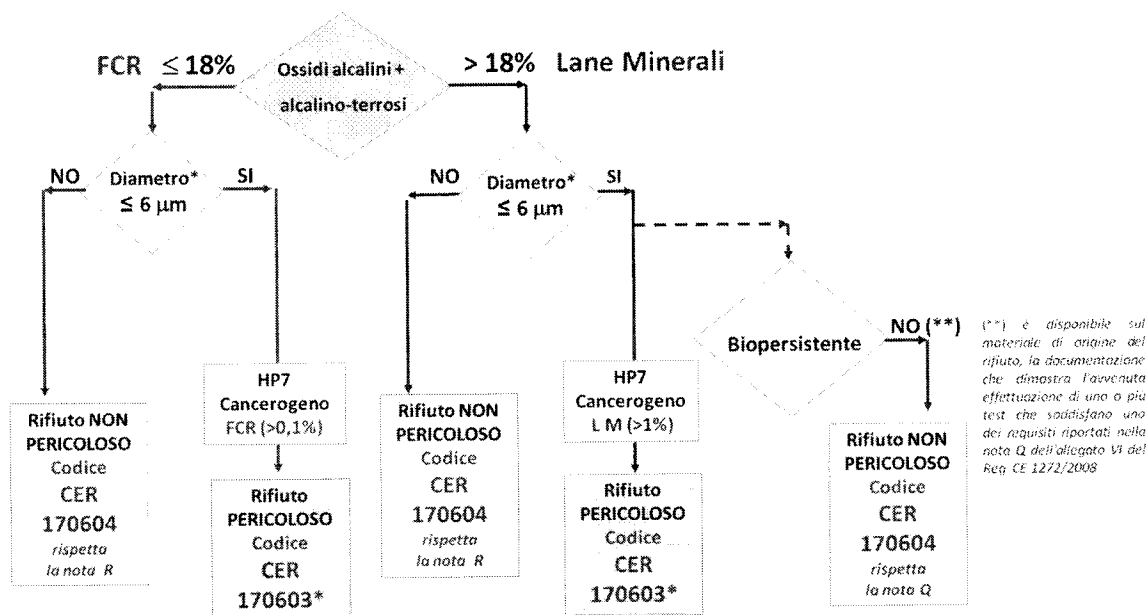 FCR ≤ 18%
Ossidi alcalini +
alcalino-terrosi
> 18% Lane Minerali
NO
Diametro*
≤ 6 μm
SI
NO
Diametro*
≤ 6 μm
SI
Biopersistente
NO (**)
(**) è disponibile sul
materiale di origine del
rifiuto, la documentazione
che dimostra l'avvenuta
effettuazione di uno o più
test che soddisfano uno
dei requisiti riportati nella
nota Q dell'allegato VI del
Reg CE 1272/2008
Rifiuto NON
PERICOLOSO
Codice
CER
170604
rispetta
la nota R
HP7
Cancerogeno
FCR (>0,1%)
Rifiuto
PERICOLOSO
Codice
CER
170603*
Rifiuto NON
PERICOLOSO
Codice
CER
170604
rispetta
la nota R
HP7
Cancerogeno
L M (>1%)
Rifiuto
PERICOLOSO
Codice
CER
170603*
Rifiuto NON
PERICOLOSO
Codice
CER
170604
rispetta
la nota Q